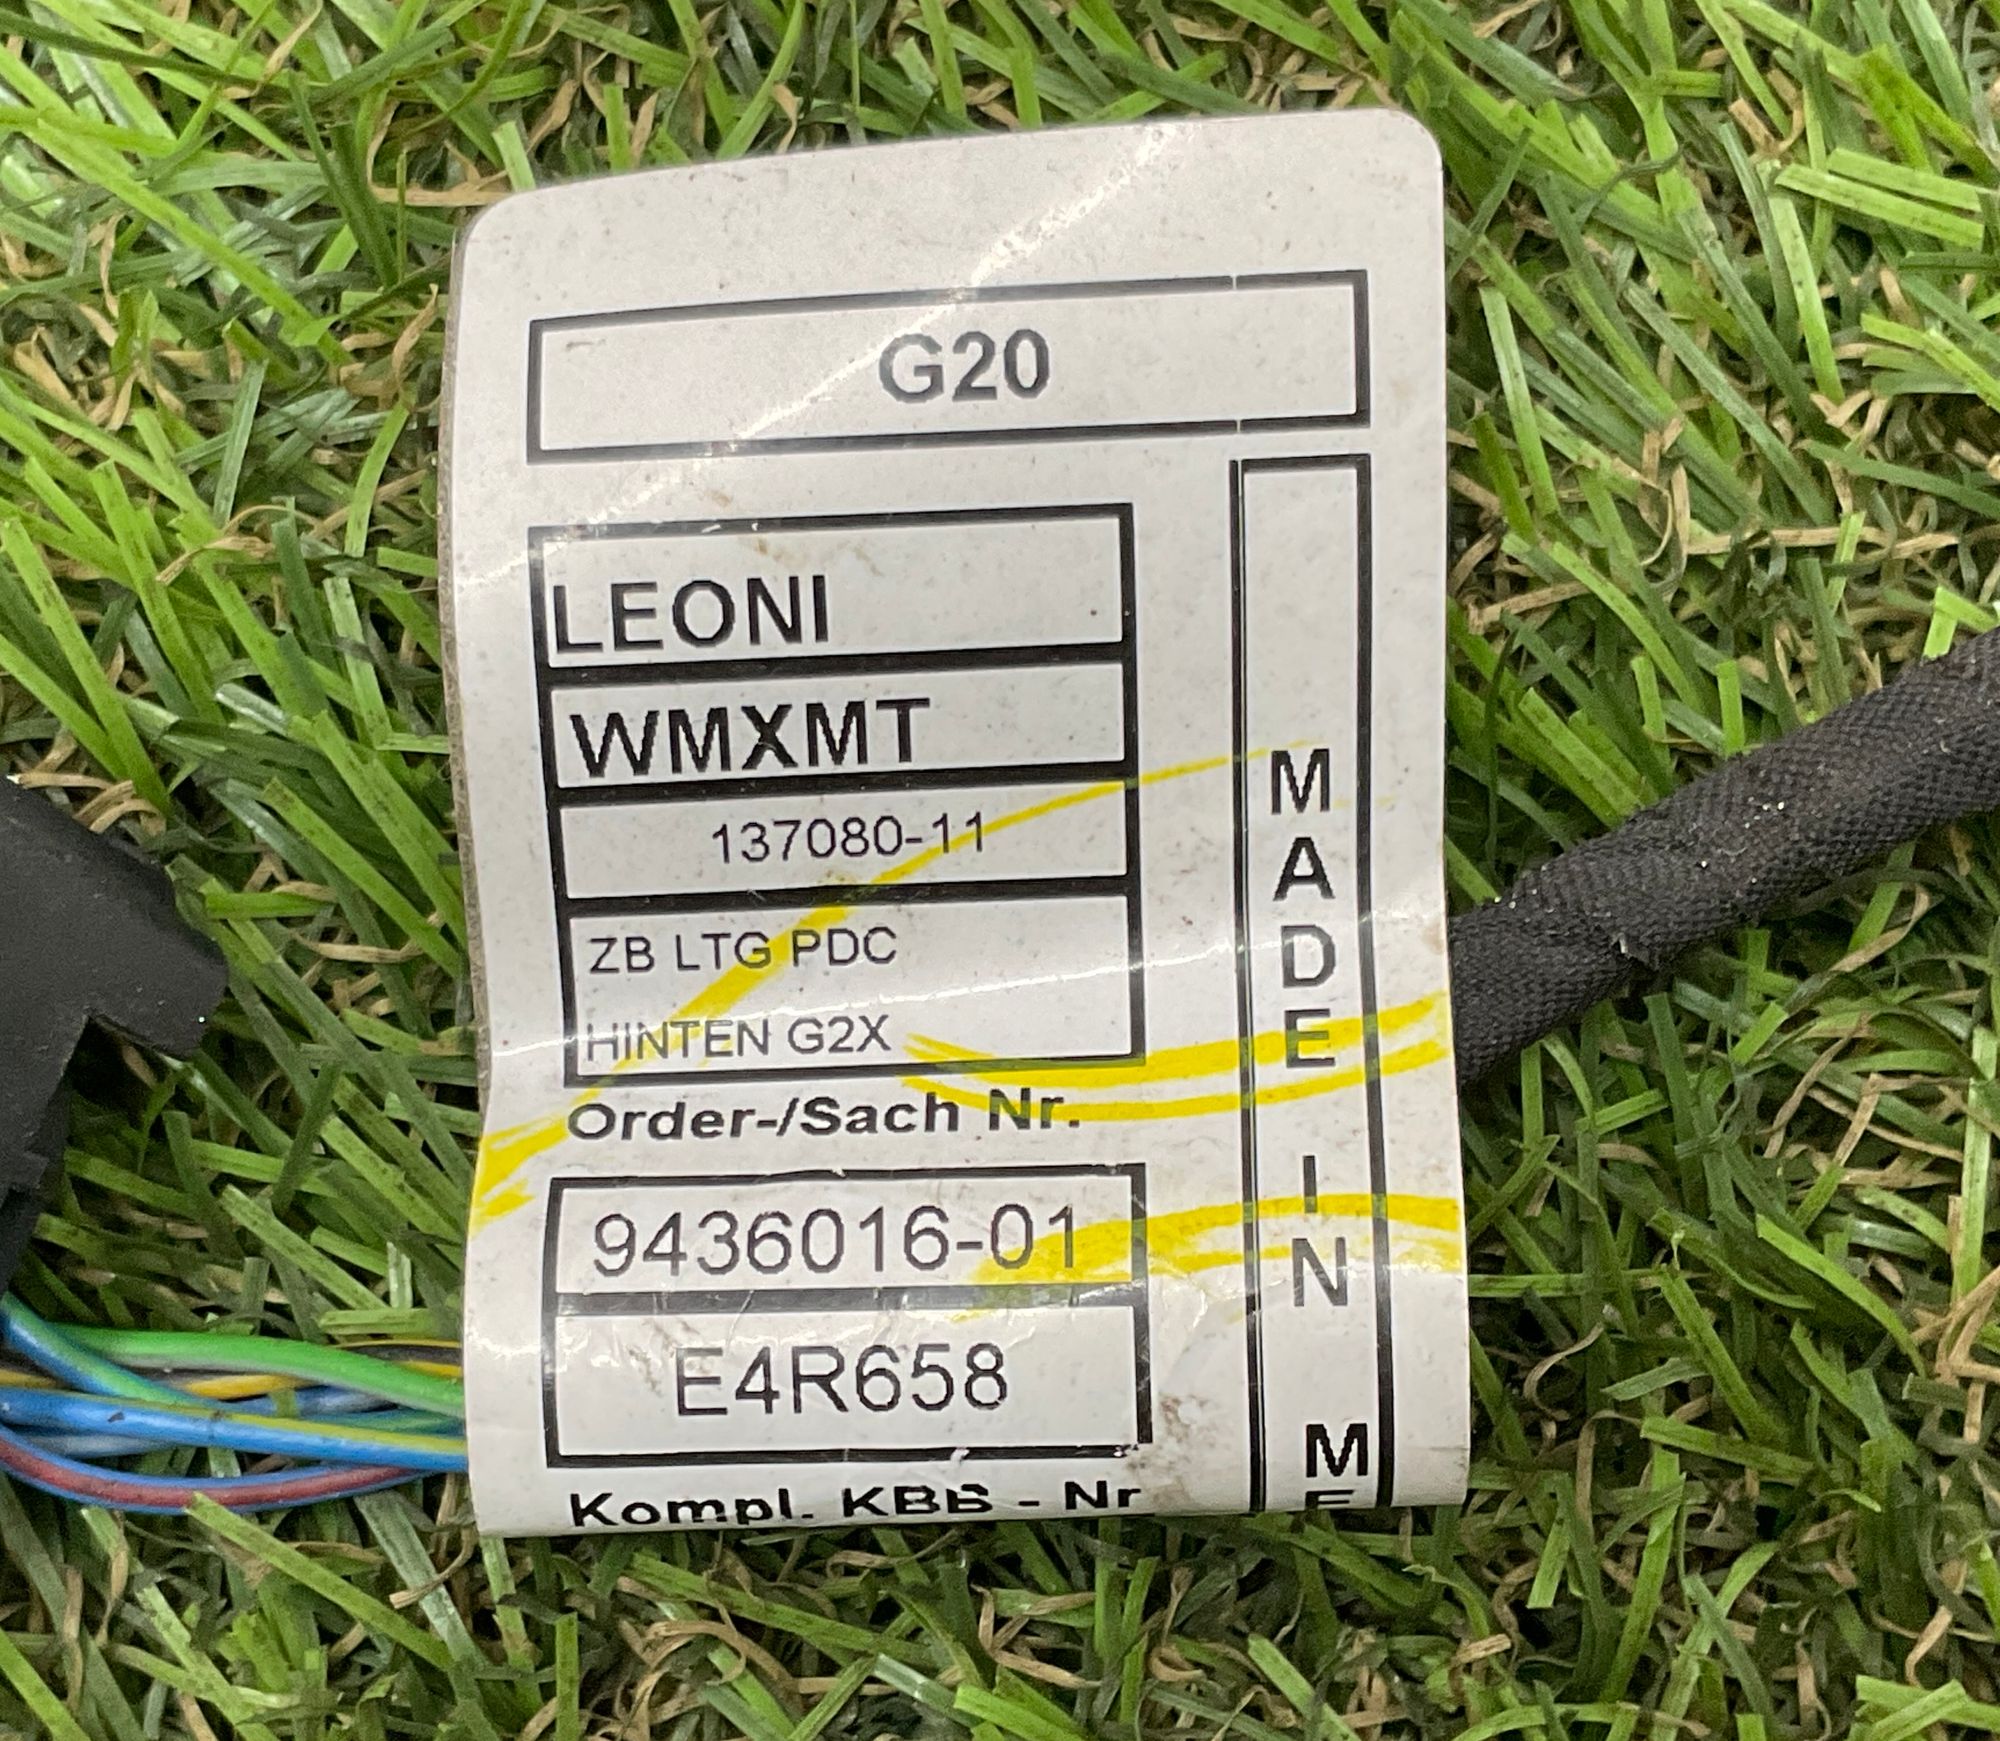 G20
LEONI
WMXMT
137080-11
ZB LTG PDC
HINTEN G2X
Order-/Sach Nr.
9436016-01
E4R658
Kompl. KBB - Nr
MADE IN ME